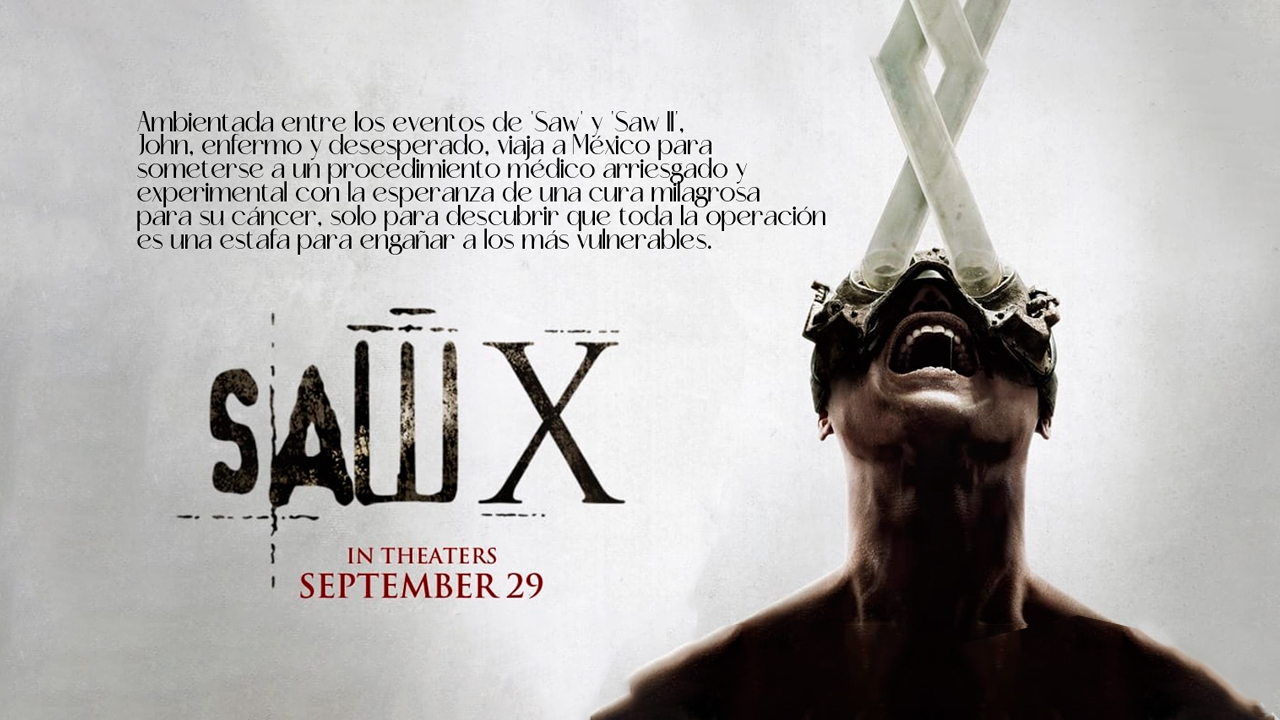 Ambientada entre los eventos de 'Saw' y 'Saw II',
John, enfermo y desesperado, viaja a México para
someterse a un procedimiento médico arriesgado y
experimental con la esperanza de una cura milagrosa
para su cáncer, solo para descubrir que toda la operación
es una estafa para engañar a los más vulnerables.
SAW X
IN THEATERS
SEPTEMBER 29